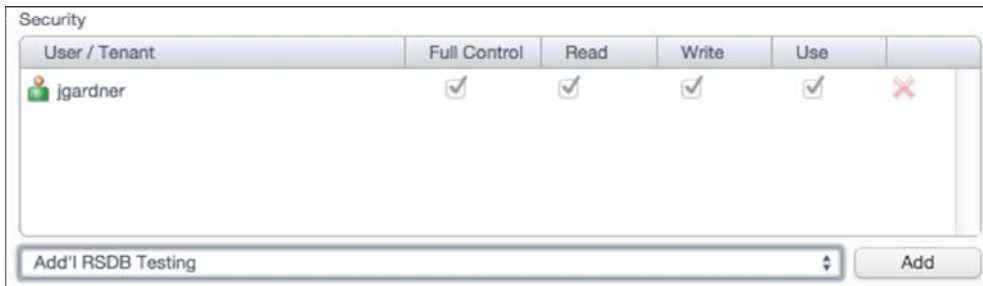 Security
User / Tenant Full Control Read Write Use
jgardner
Add'l RSDB Testing Add